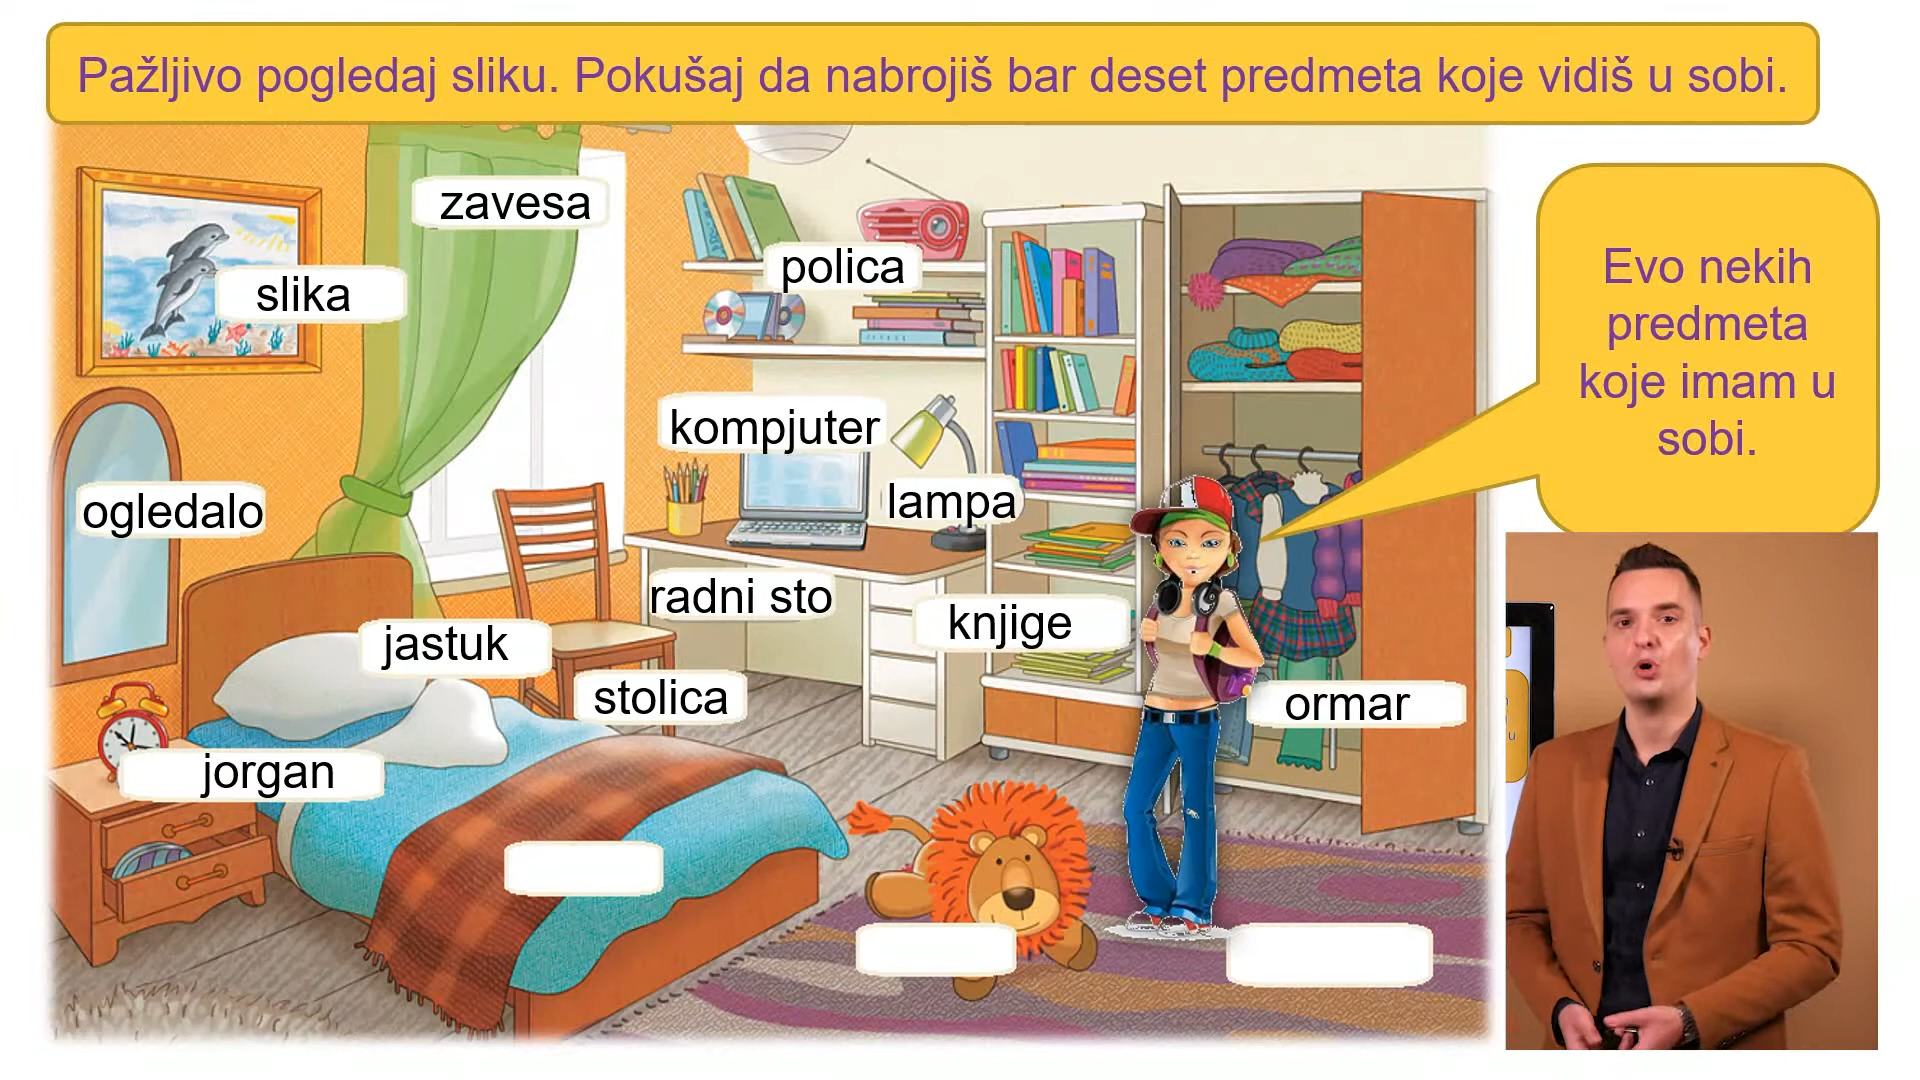 Pažljivo pogledaj sliku. Pokušaj da nabrojiš bar deset predmeta koje vidiš u sobi.
zavesa
slika
polica
Evo nekih
predmeta
koje imam u
sobi.
kompjuter
ogledalo
lampa
radni sto
knjige
jastuk
stolica
ormar
jorgan
u